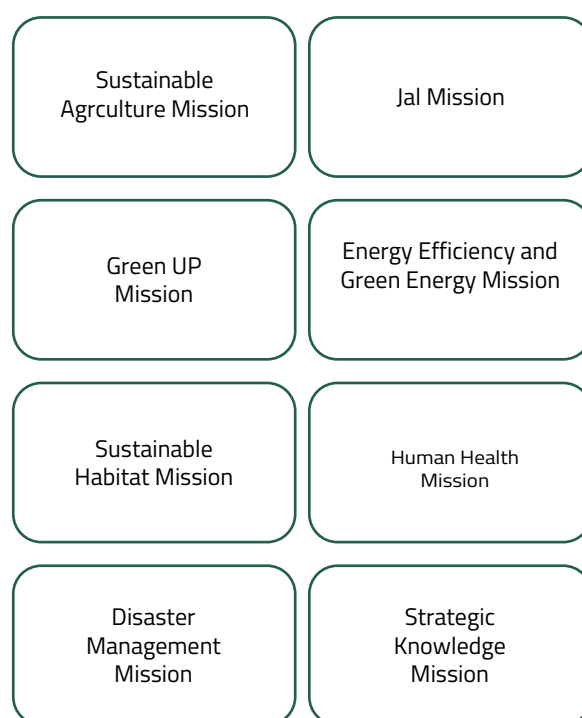 Sustainable
Agrculture Mission
Jal Mission
Green UP
Mission
Energy Efficiency and
Green Energy Mission
Sustainable
Habitat Mission
Human Health
Mission
Disaster
Management
Mission
Strategic
Knowledge
Mission